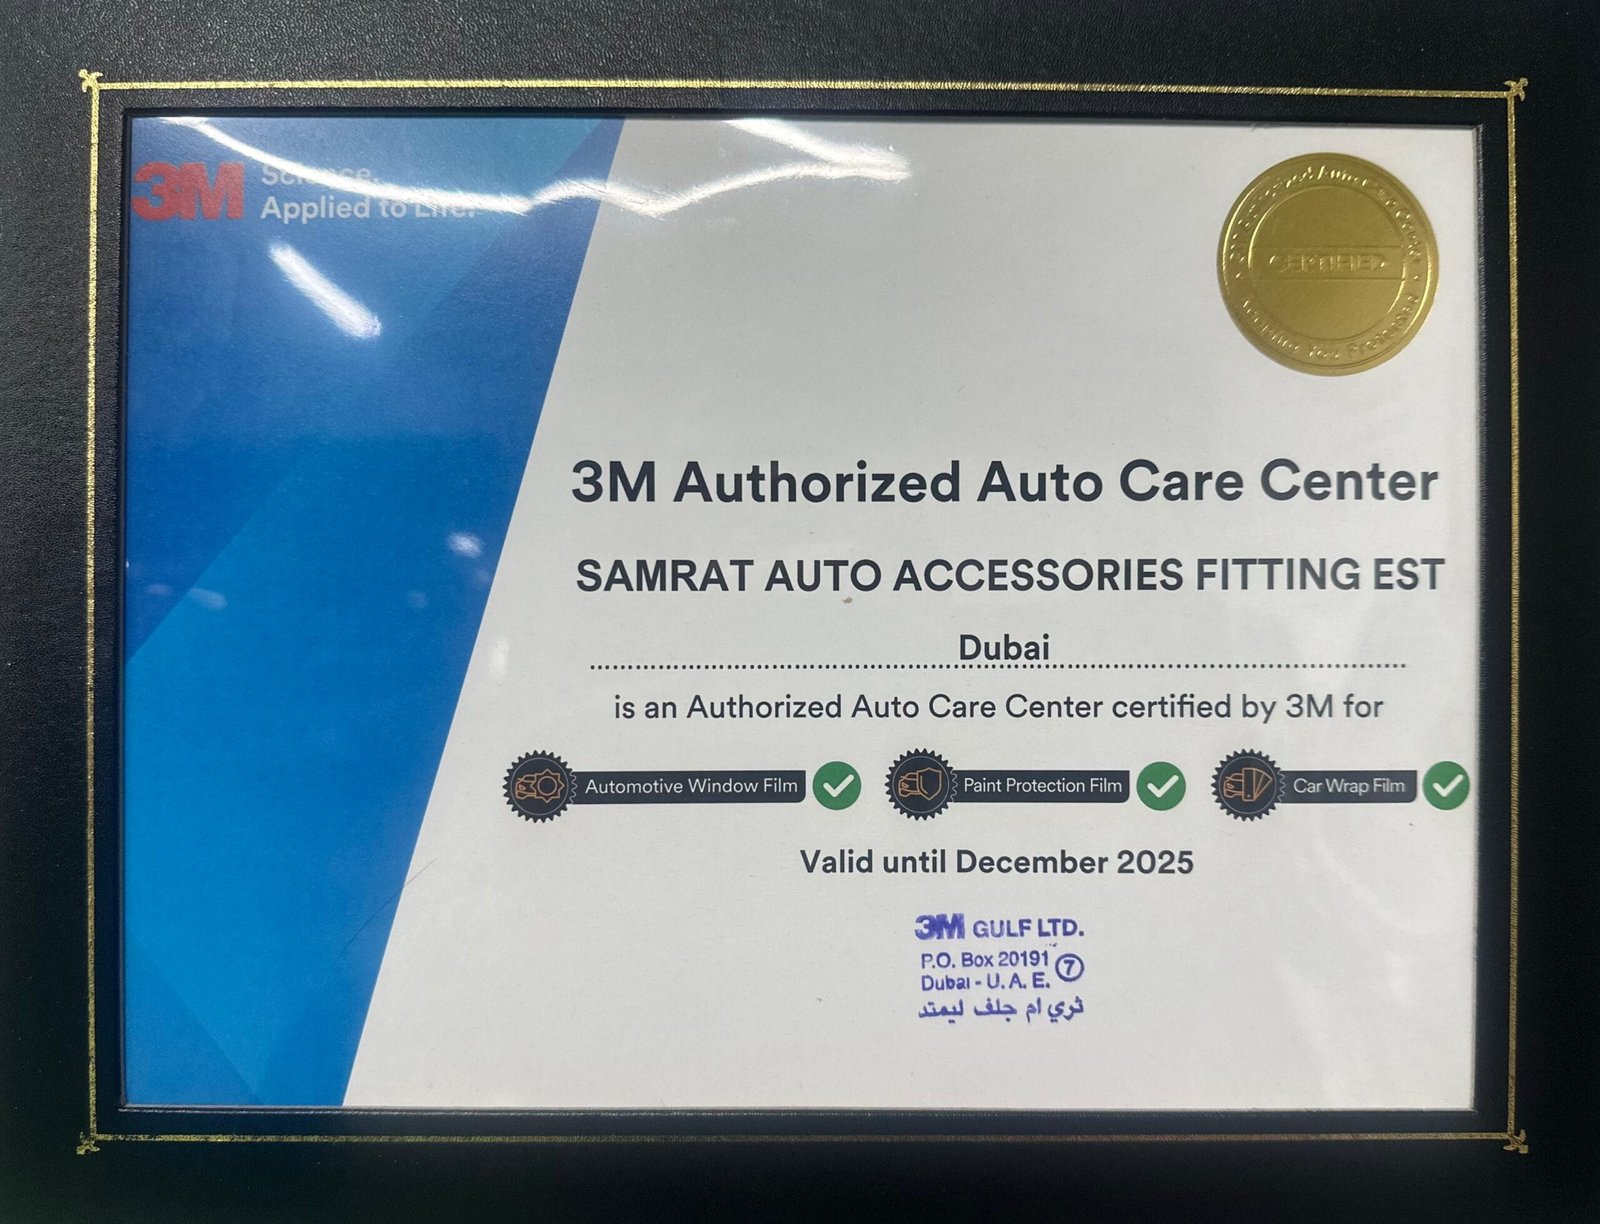 3M Science.
Applied to Life.
CERTIFIED
3M Authorized Auto Care Center
SAMRAT AUTO ACCESSORIES FITTING EST
Dubai
is an Authorized Auto Care Center certified by 3M for
Automotive Window Film
Paint Protection Film
Car Wrap Film
Valid until December 2025
3M GULF LTD.
P.O. Box 20191
7
Dubai - U. A. E.
ثري ام جلف ليمتد